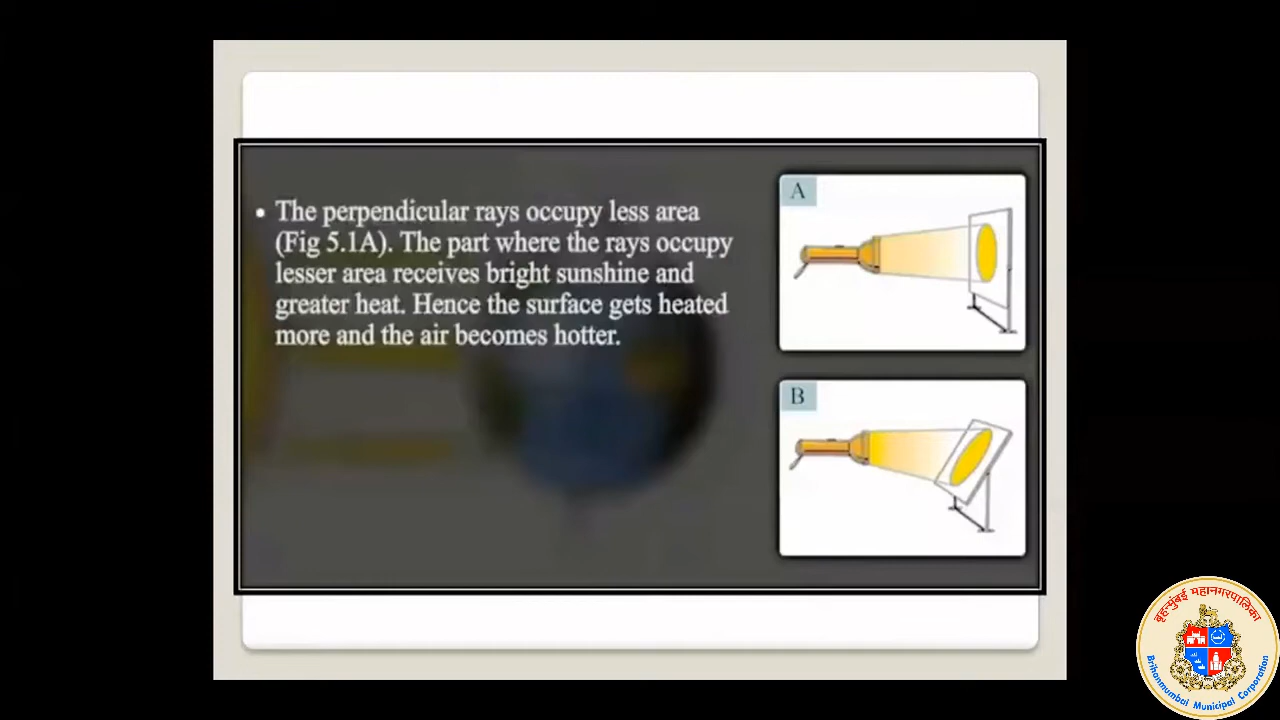 • The perpendicular rays occupy less area
(Fig 5.1A). The part where the rays occupy
lesser area receives bright sunshine and
greater heat. Hence the surface gets heated
more and the air becomes hotter.
A
B
बृहन्मुंबई महानगरपालिका
Brihanmumbai Municipal Corporation